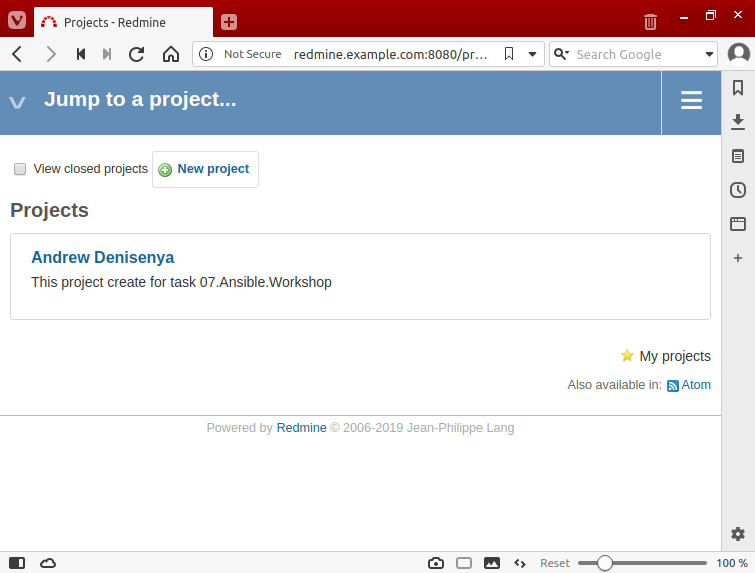 Projects - Redmine
Not Secure redmine.example.com:8080/pr... Search Google
Jump to a project...
View closed projects New project
Projects
Andrew Denisenya
This project create for task 07.Ansible.Workshop
My projects
Also available in: Atom
Powered by Redmine © 2006-2019 Jean-Philippe Lang
Reset 100 %